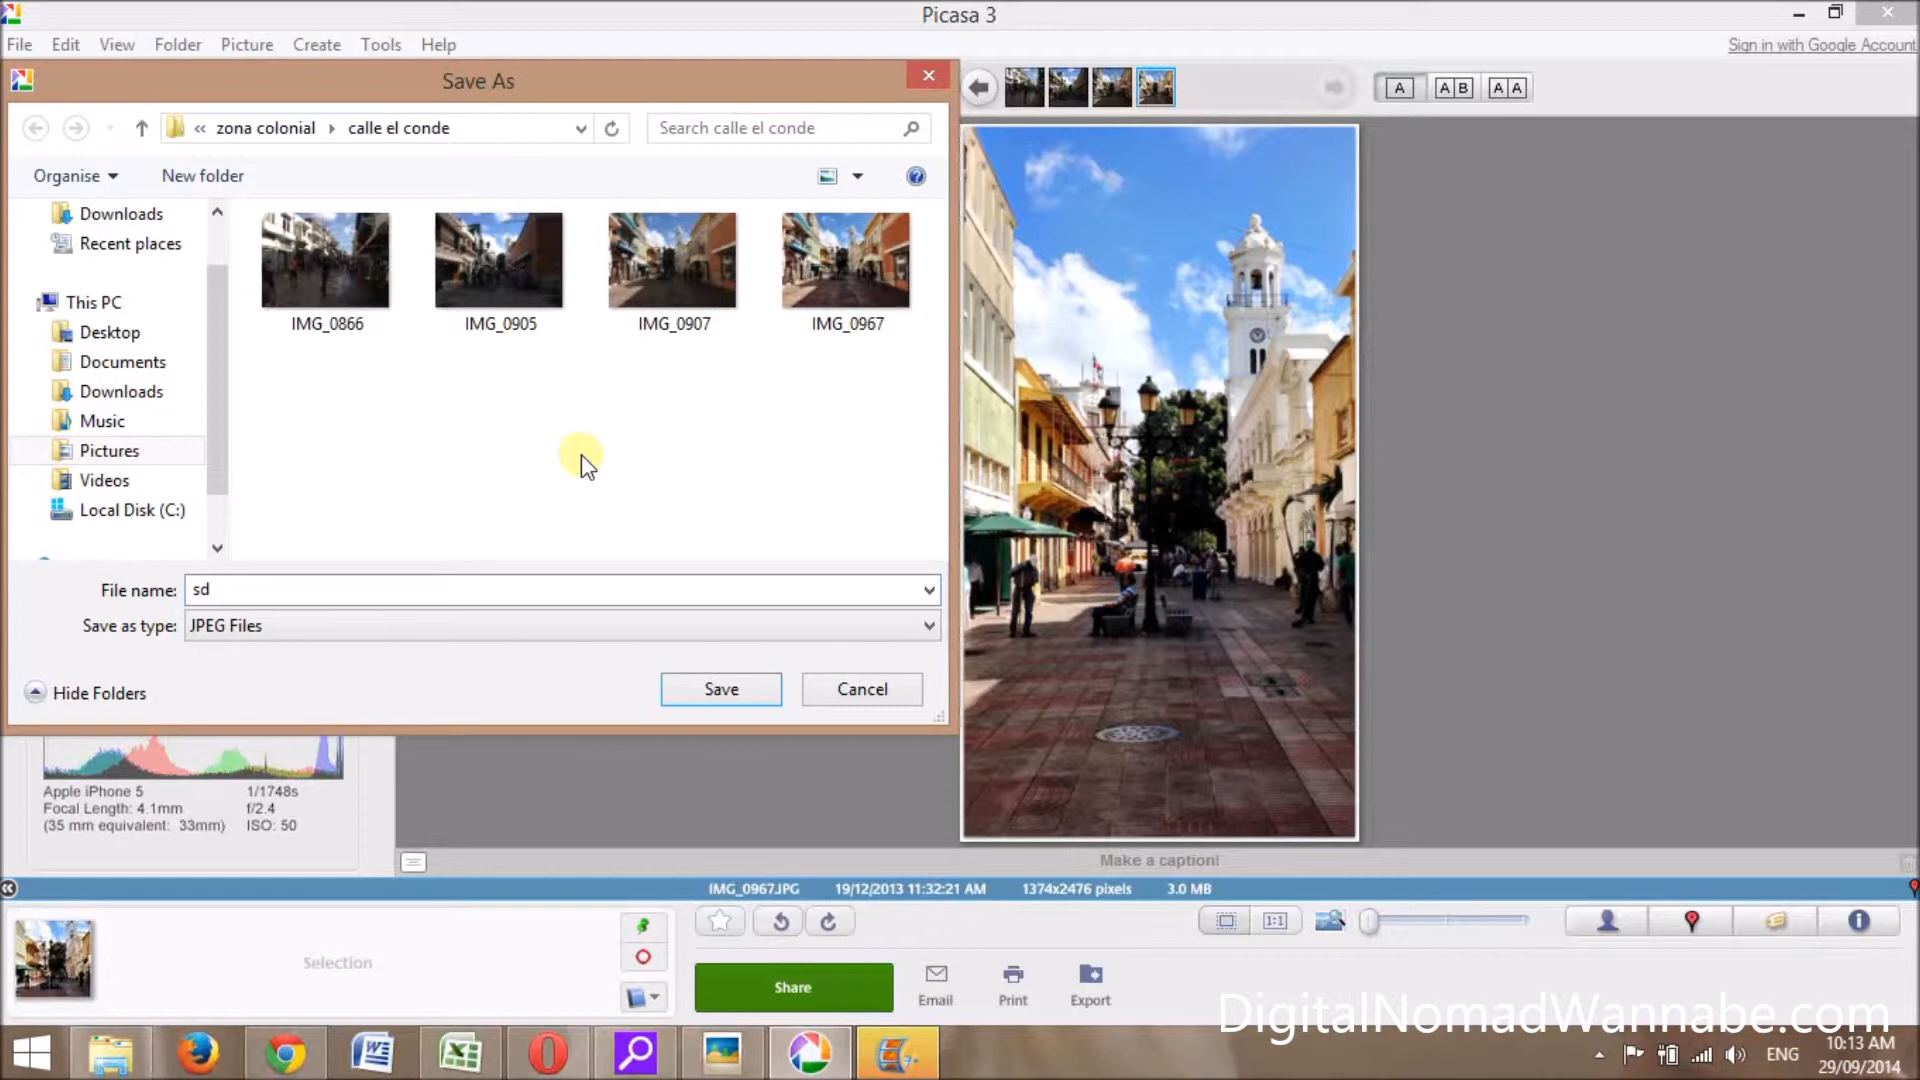 Picasa 3
File Edit View Folder Picture Create Tools Help
Sign in with Google Account
Save As
« zona colonial calle el conde
Search calle el conde
A AB AA
Organise New folder
Downloads
Recent places
This PC
Desktop
Documents
Downloads
Music
Pictures
Videos
Local Disk (C:)
IMG_0866 IMG_0905 IMG_0907 IMG_0967
File name: sd
Save as type: JPEG Files
Hide Folders
Save Cancel
Apple iPhone 5 1/1748s
Focal Length: 4.1mm f/2.4
(35 mm equivalent: 33mm) ISO: 50
Make a caption!
IMG_0967.JPG 19/12/2013 11:32:21 AM 1374x2476 pixels 3.0 MB
1:1
Selection
Share
Email Print Export
DigitalNomadWannabe.com
ENG
10:13 AM
29/09/2014